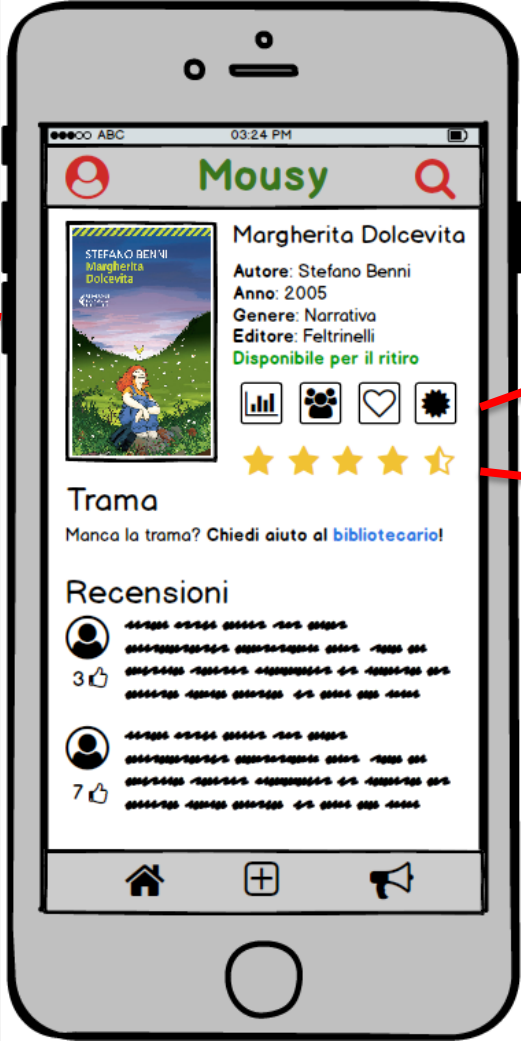 ABC 03:24 PM
Mousy
STEFANO BENNI
Margherita
Dolcevita
Margherita Dolcevita
Autore: Stefano Benni
Anno: 2005
Genere: Narrativa
Editore: Feltrinelli
Disponibile per il ritiro
Trama
Manca la trama? Chiedi aiuto al bibliotecario!
Recensioni
3
7